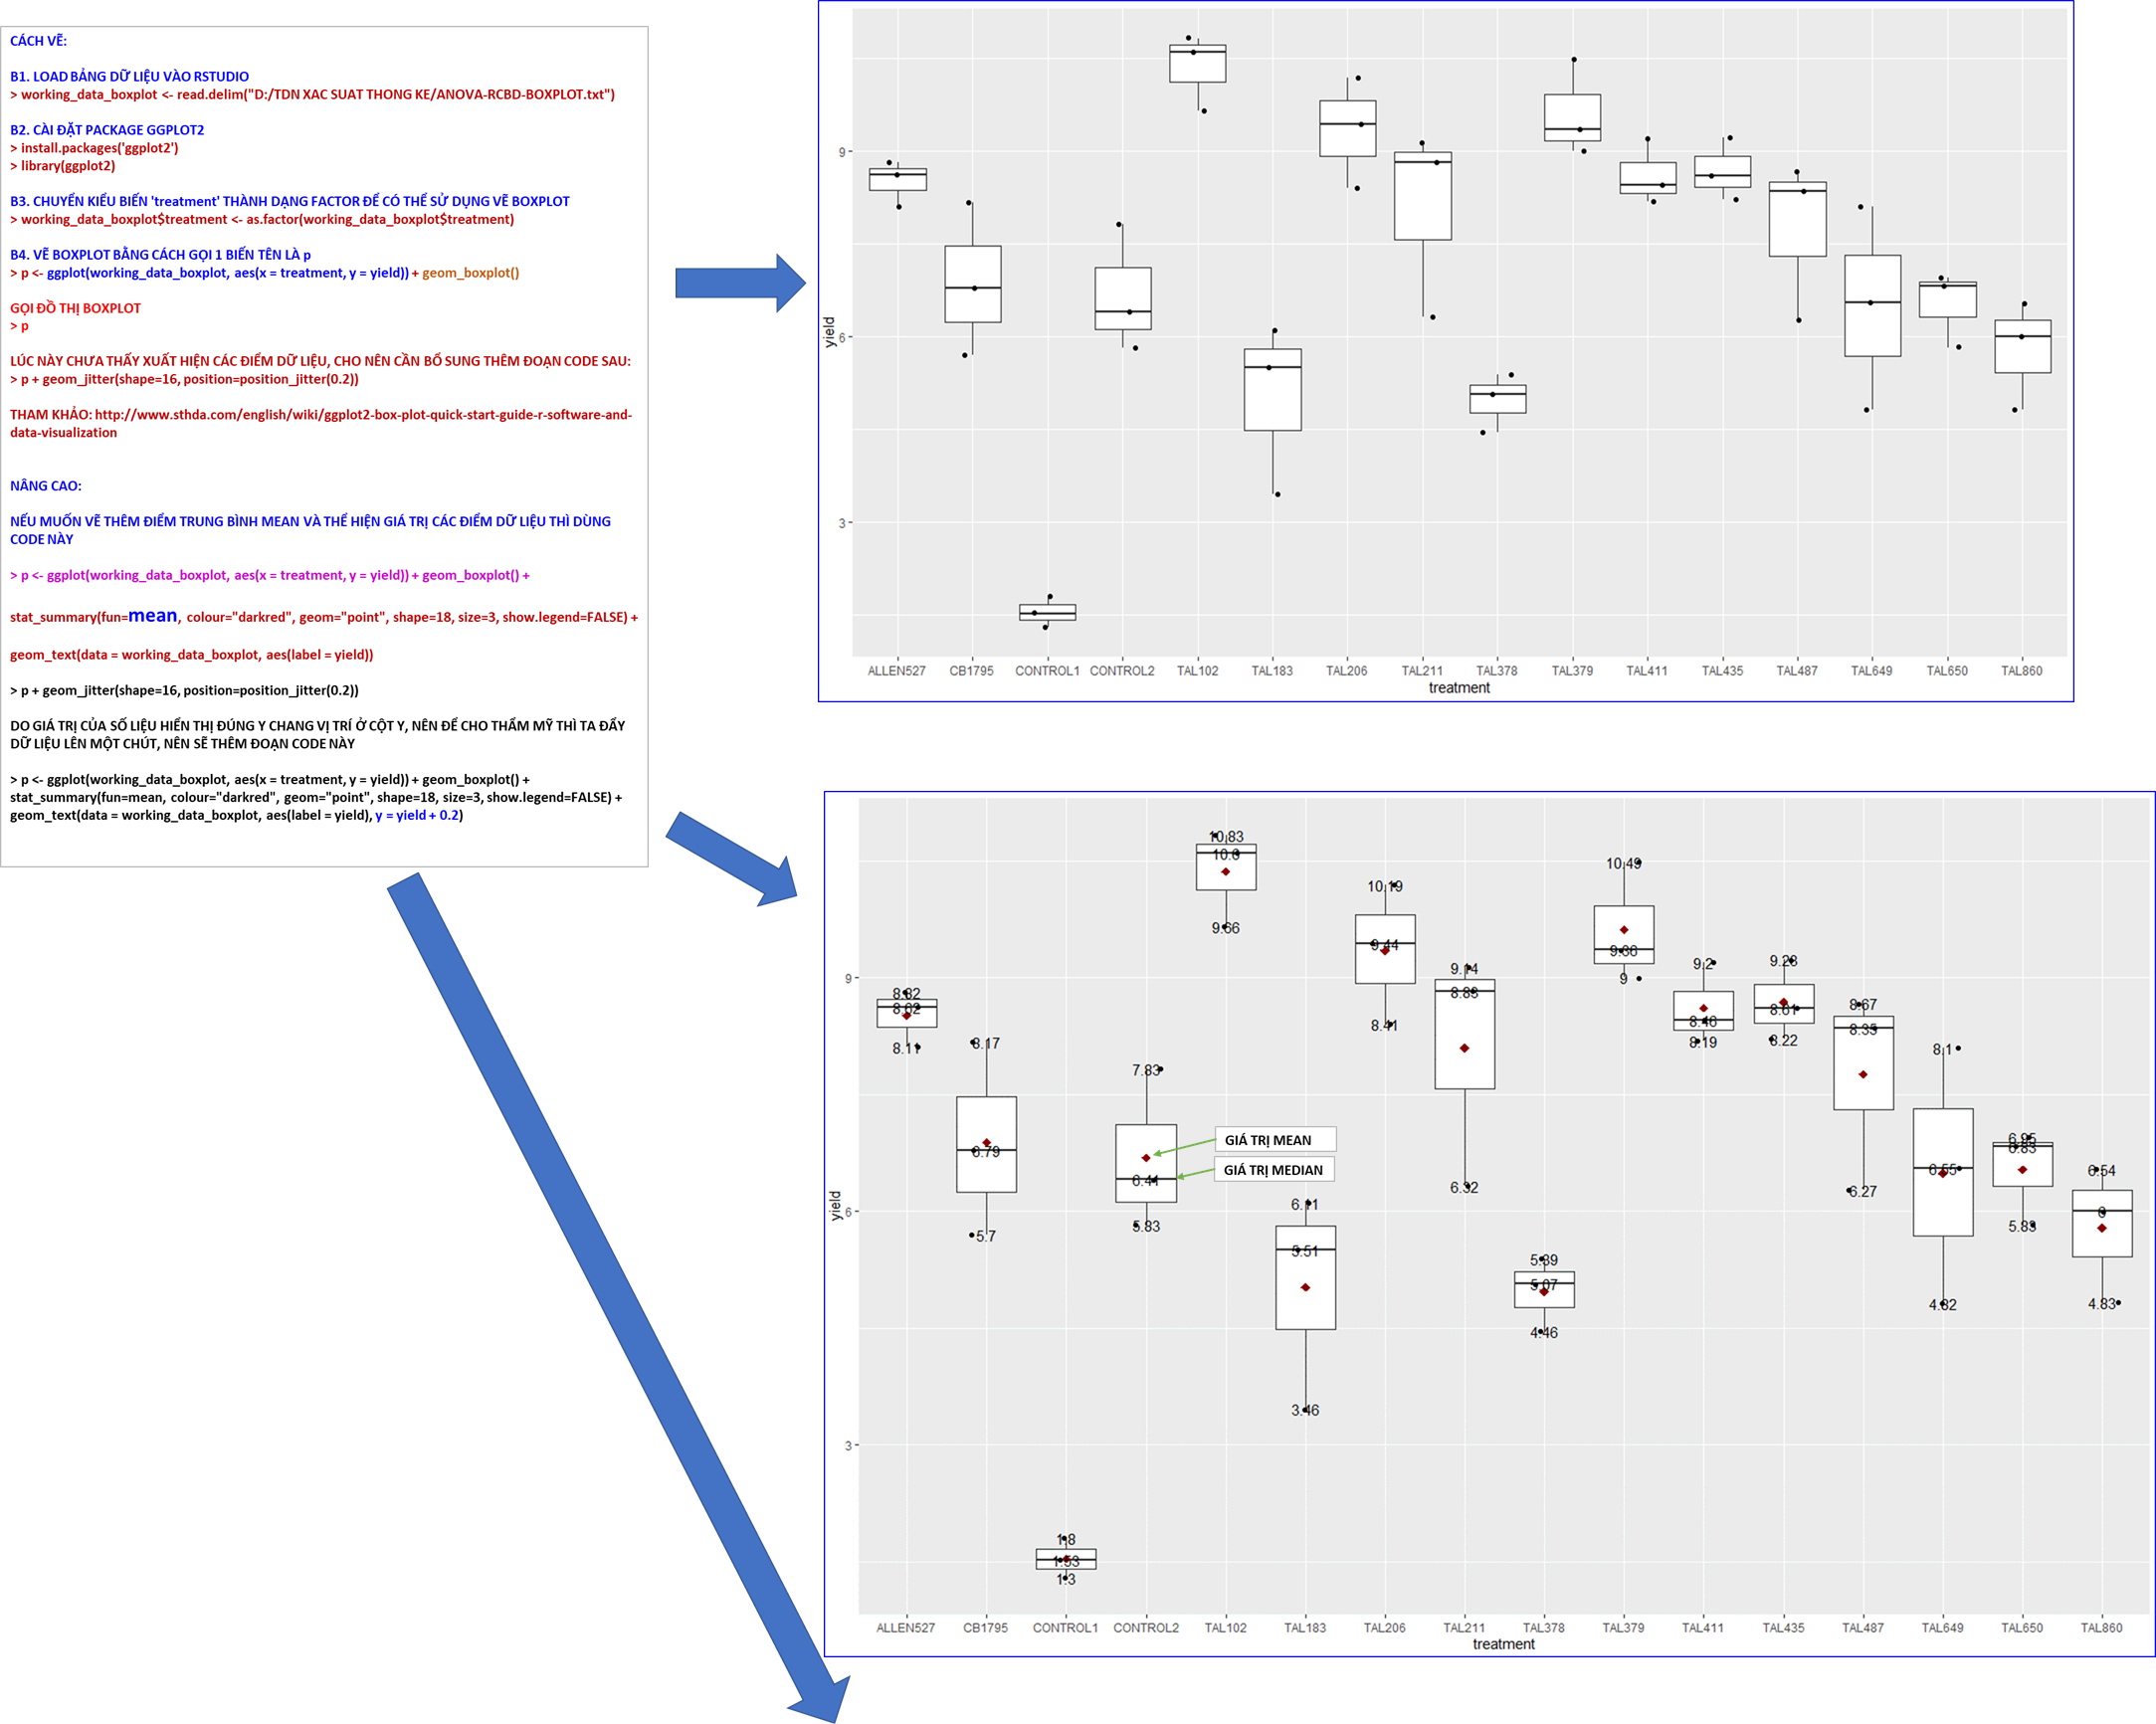 CÁCH VẼ:
B1. LOAD BẢNG DỮ LIỆU VÀO RSTUDIO
> working_data_boxplot <- read.delim("D:/TDN XAC SUAT THONG KE/ANOVA-RCBD-BOXPLOT.txt")
B2. CÀI ĐẶT PACKAGE GGPLOT2
> install.packages('ggplot2')
> library(ggplot2)
B3. CHUYỂN KIỂU BIẾN 'treatment' THÀNH DẠNG FACTOR ĐỂ CÓ THỂ SỬ DỤNG VẼ BOXPLOT
> working_data_boxplot$treatment <- as.factor(working_data_boxplot$treatment)
B4. VẼ BOXPLOT BẰNG CÁCH GỌI 1 BIẾN TÊN LÀ p
> p <- ggplot(working_data_boxplot, aes(x = treatment, y = yield)) + geom_boxplot()
GỌI ĐỒ THỊ BOXPLOT
> p
LÚC NÀY CHƯA THẤY XUẤT HIỆN CÁC ĐIỂM DỮ LIỆU, CHO NÊN CẦN BỔ SUNG THÊM ĐOẠN CODE SAU:
> p + geom_jitter(shape=16, position=position_jitter(0.2))
THAM KHẢO: http://www.sthda.com/english/wiki/ggplot2-box-plot-quick-start-guide-r-software-and-
data-visualization
NÂNG CAO:
NẾU MUỐN VẼ THÊM ĐIỂM TRUNG BÌNH MEAN VÀ THỂ HIỆN GIÁ TRỊ CÁC ĐIỂM DỮ LIỆU THÌ DÙNG
CODE NÀY
> p <- ggplot(working_data_boxplot, aes(x = treatment, y = yield)) + geom_boxplot() +
stat_summary(fun=mean, colour="darkred", geom="point", shape=18, size=3, show.legend=FALSE) +
geom_text(data = working_data_boxplot, aes(label = yield))
> p + geom_jitter(shape=16, position=position_jitter(0.2))
DO GIÁ TRỊ CỦA SỐ LIỆU HIỂN THỊ ĐÚNG Y CHANG VỊ TRÍ Ở CỘT Y, NÊN ĐỂ CHO THẨM MỸ THÌ TA ĐẨY
DỮ LIỆU LÊN MỘT CHÚT, NÊN SẼ THÊM ĐOẠN CODE NÀY
> p <- ggplot(working_data_boxplot, aes(x = treatment, y = yield)) + geom_boxplot() +
stat_summary(fun=mean, colour="darkred", geom="point", shape=18, size=3, show.legend=FALSE) +
geom_text(data = working_data_boxplot, aes(label = yield), y = yield + 0.2)
9
6
3
yield
ALLEN527 CB1795 CONTROL1 CONTROL2 TAL102 TAL183 TAL206 TAL211 TAL378 TAL379 TAL411 TAL435 TAL487 TAL649 TAL650 TAL860
treatment
9
6
3
yield
8.82
8.62
8.11
8.17
6.79
5.7
1.8
1.53
1.3
7.83
6.41
5.83
10.83
10.6
9.66
6.11
5.51
3.46
10.19
9.44
8.41
9.14
8.83
6.32
5.39
5.07
4.46
10.49
9.36
9
9.2
8.46
8.19
9.23
8.61
8.22
8.67
8.35
6.27
8.1
6.55
4.82
6.95
6.83
5.83
6.54
6
4.83
GIÁ TRỊ MEAN
GIÁ TRỊ MEDIAN
ALLEN527 CB1795 CONTROL1 CONTROL2 TAL102 TAL183 TAL206 TAL211 TAL378 TAL379 TAL411 TAL435 TAL487 TAL649 TAL650 TAL860
treatment